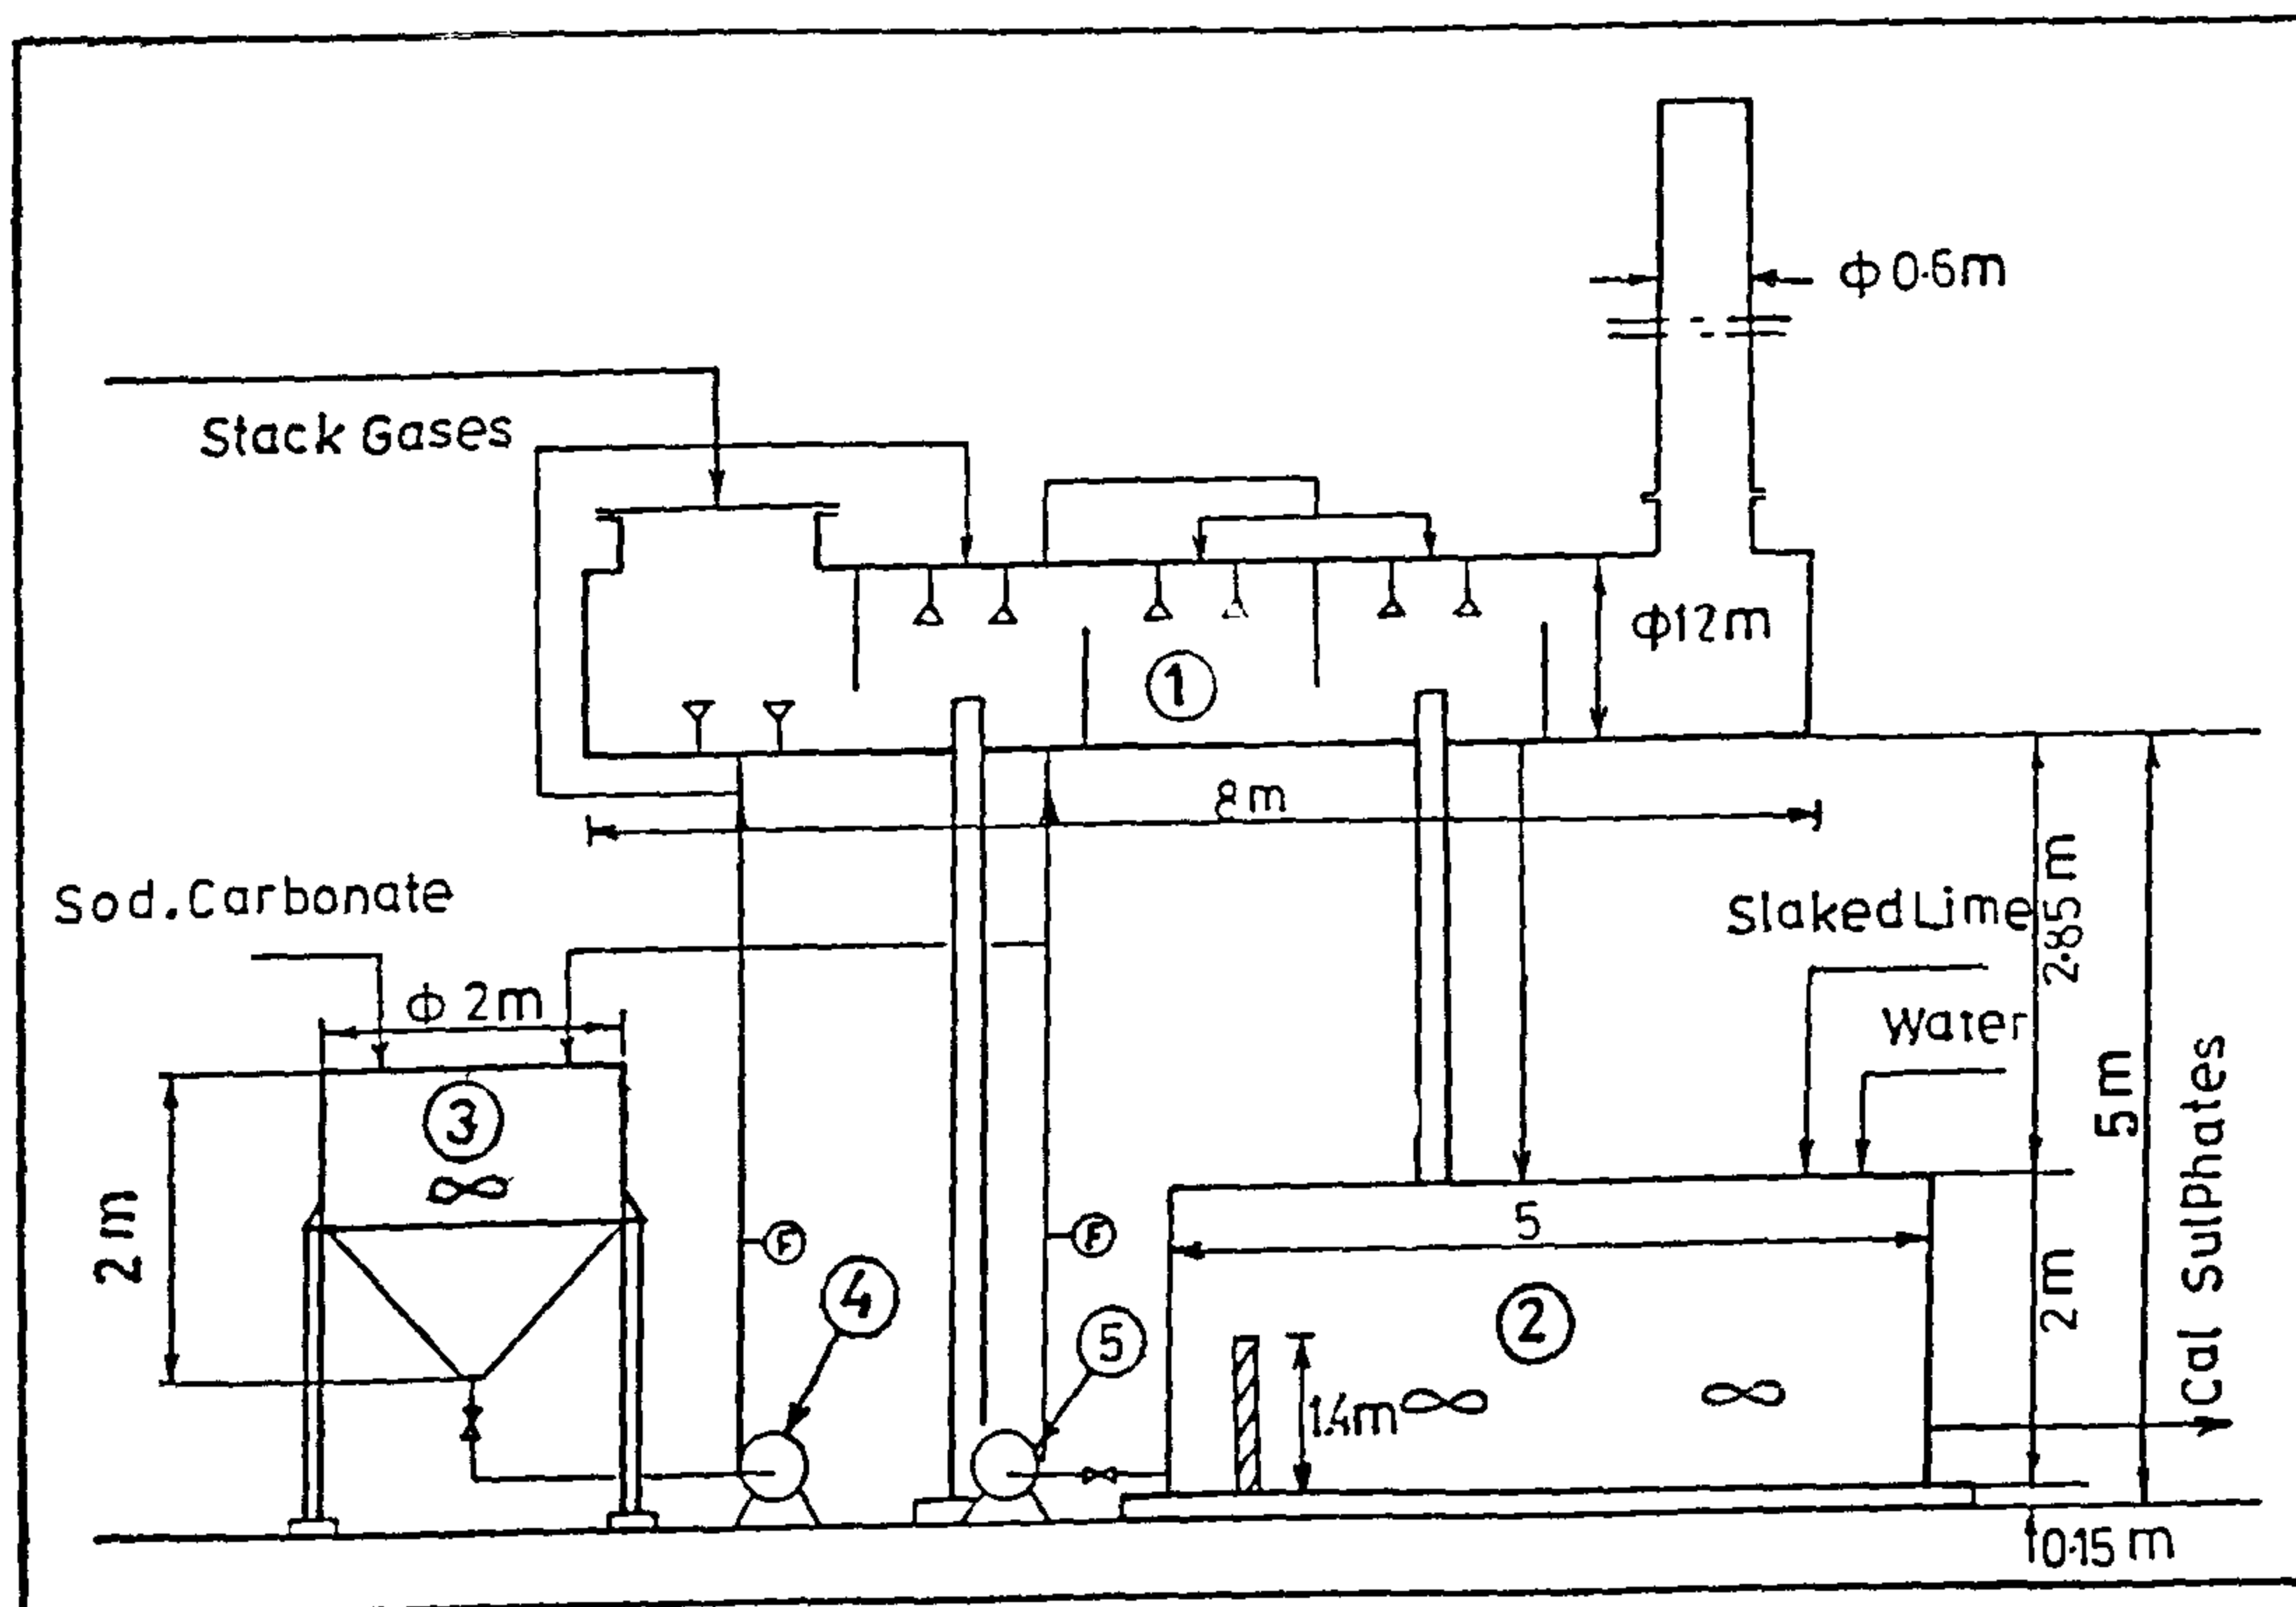 Φ 0.6m
Stack Gases
Φ12m
1
8m
Sod. Carbonate
Slaked Lime
2.85 m
Φ 2m
Water
3
5 m
Cal Sulphates
2 m
5
F
F
4
2
2 m
5
1.4m
0.15 m